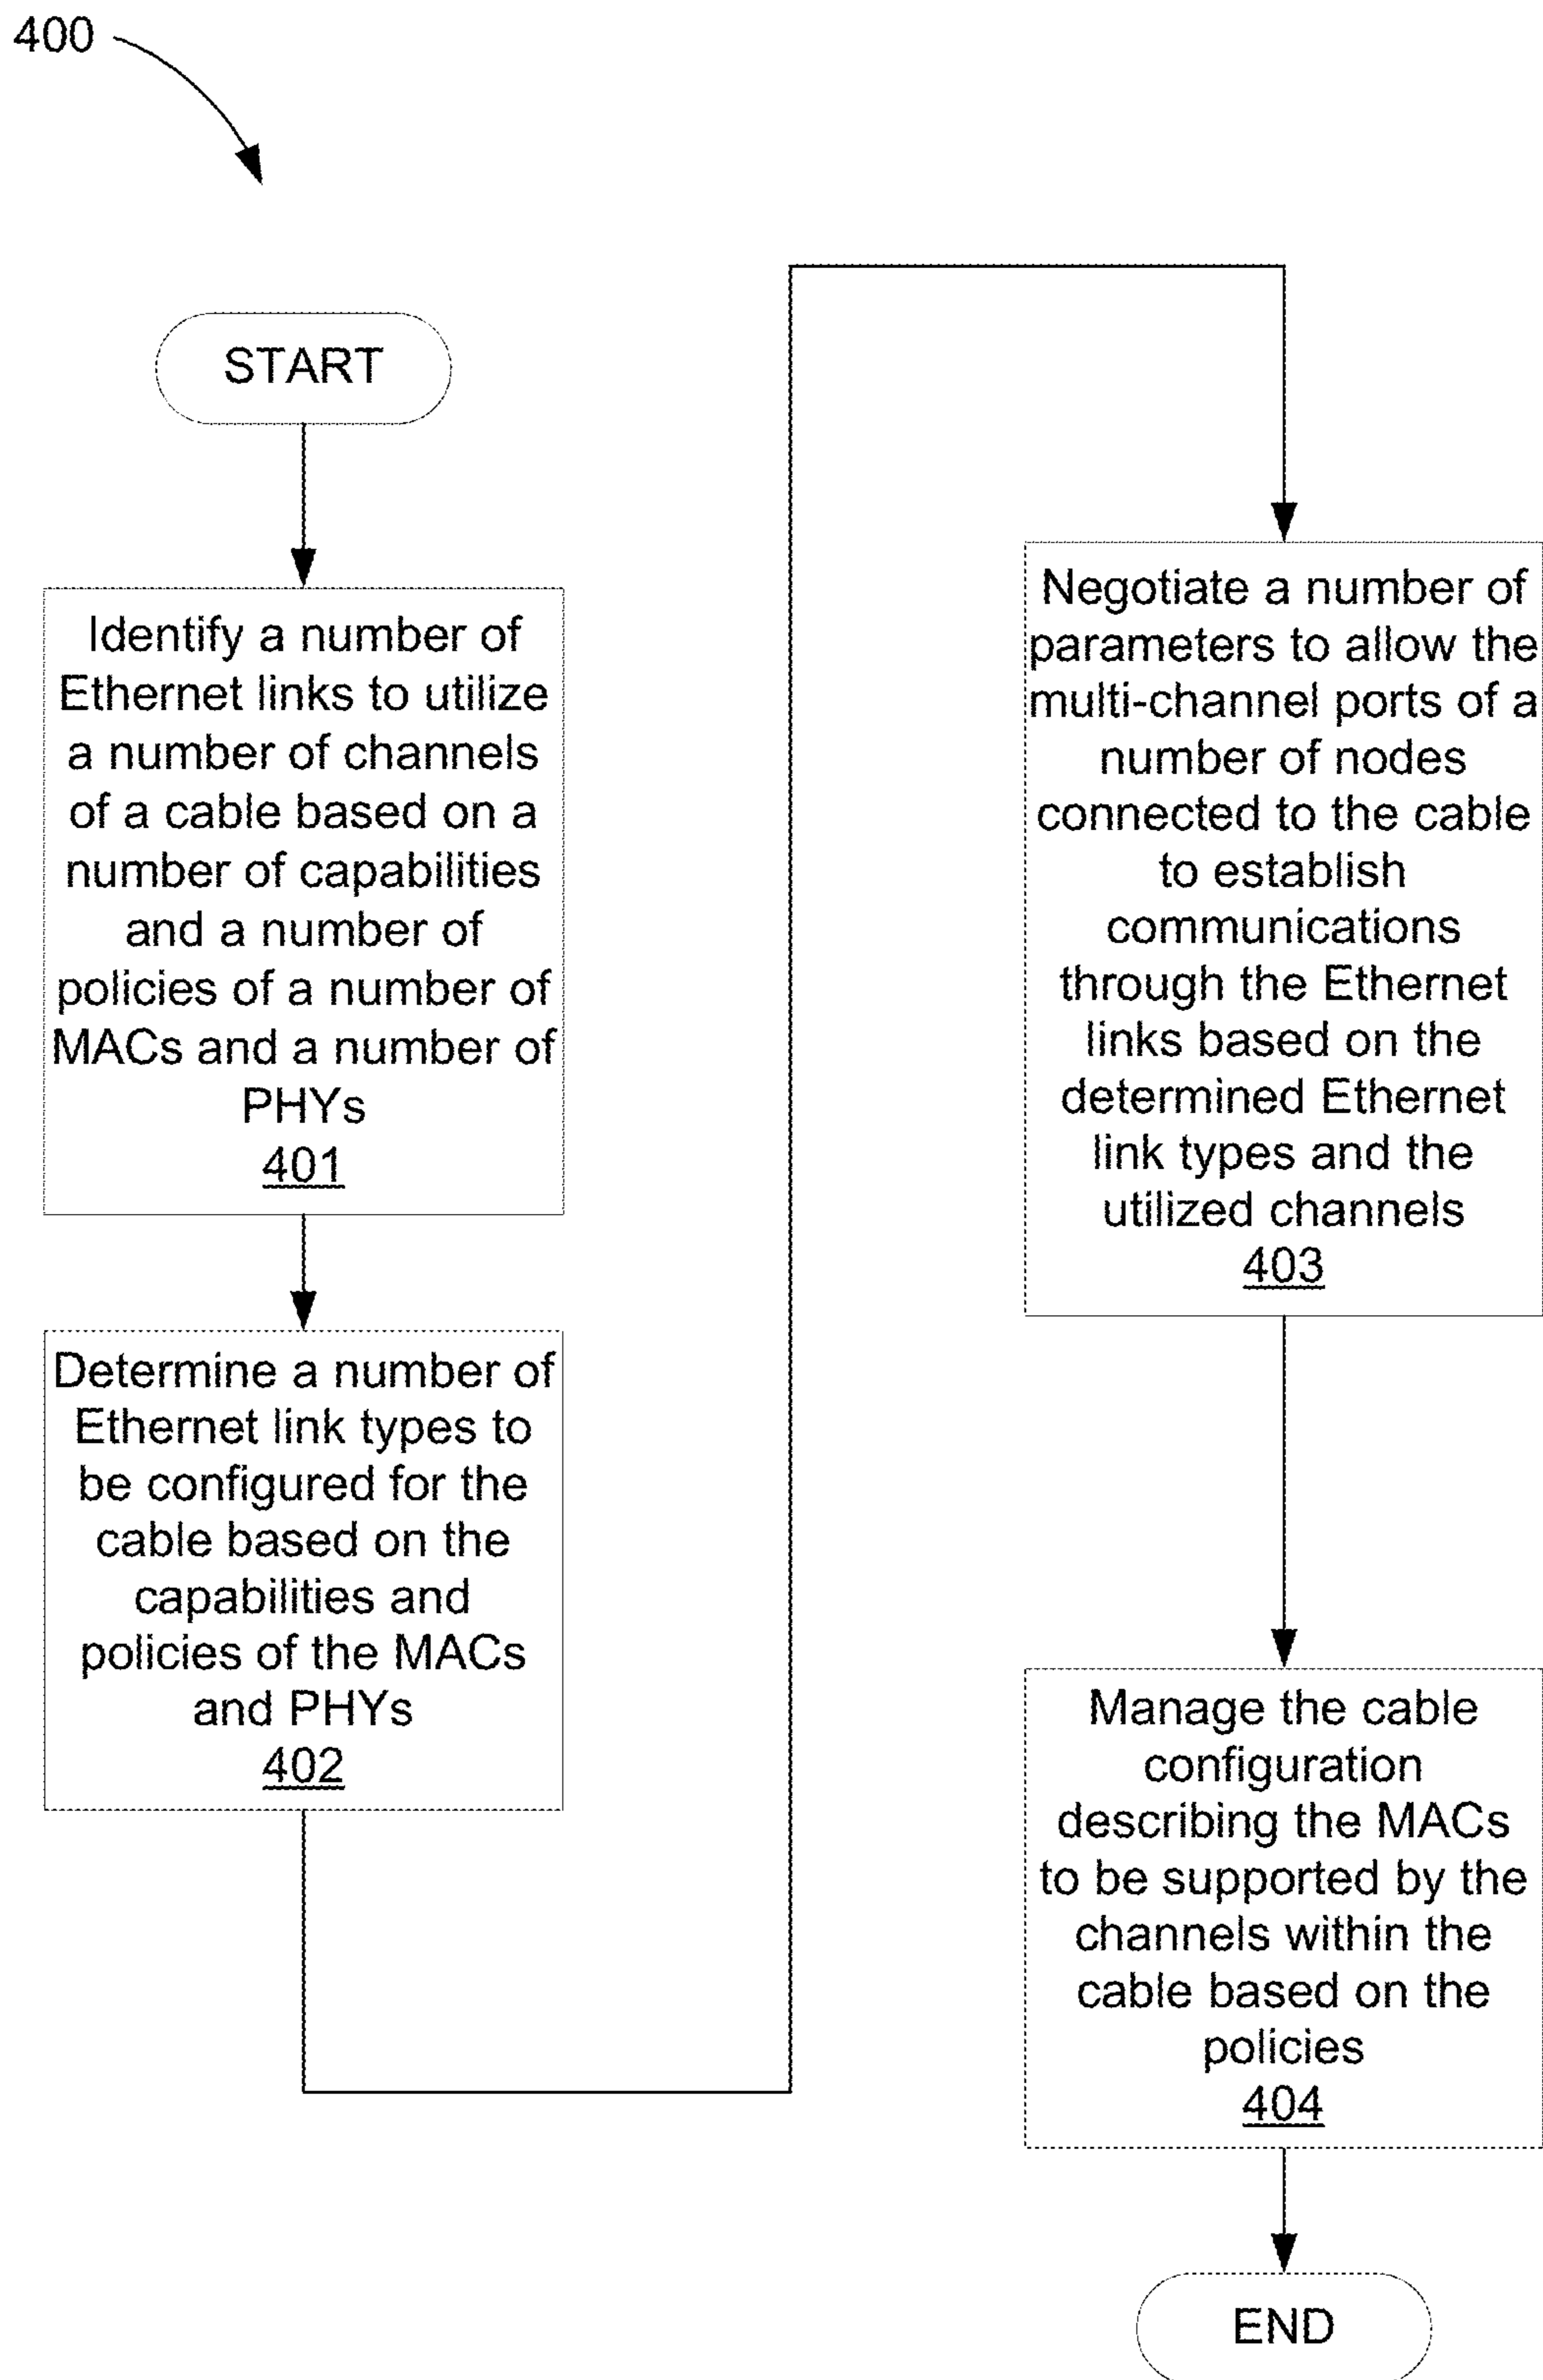 400
START
Identify a number of
Ethernet links to utilize
a number of channels
of a cable based on a
number of capabilities
and a number of
policies of a number of
MACs and a number of
PHYs
401
Determine a number of
Ethernet link types to
be configured for the
cable based on the
capabilities and
policies of the MACs
and PHYs
402
Negotiate a number of
parameters to allow the
multi-channel ports of a
number of nodes
connected to the cable
to establish
communications
through the Ethernet
links based on the
determined Ethernet
link types and the
utilized channels
403
Manage the cable
configuration
describing the MACs
to be supported by the
channels within the
cable based on the
policies
404
END